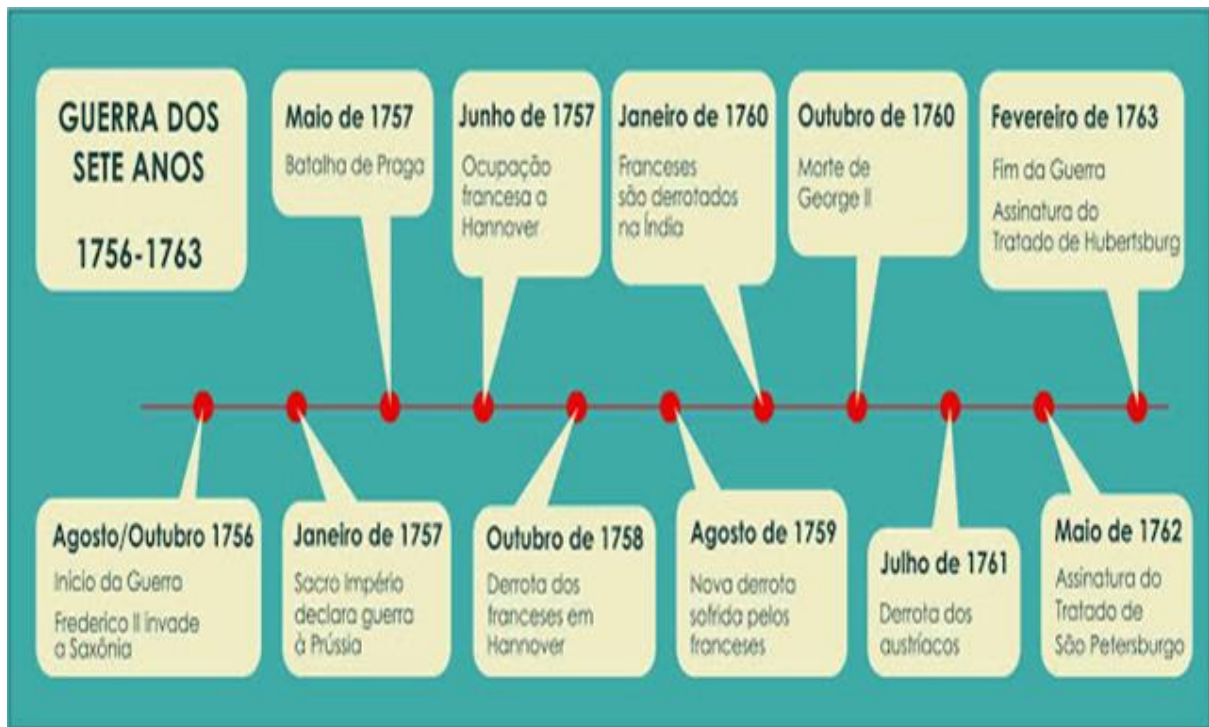 GUERRA DOS
SETE ANOS
1756-1763
Maio de 1757
Batalha de Praga
Junho de 1757
Ocupação
francesa a
Hannover
Janeiro de 1760
Franceses
são derrotados
na Índia
Outubro de 1760
Morte de
George II
Fevereiro de 1763
Fim da Guerra
Assinatura do
Tratado de Hubertsburg
Agosto/Outubro 1756
Início da Guerra
Frederico II invade
a Saxônia
Janeiro de 1757
Sacro Império
declara guerra
à Prússia
Outubro de 1758
Derrota dos
franceses em
Hannover
Agosto de 1759
Nova derrota
sofrida pelos
franceses
Julho de 1761
Derrota dos
austríacos
Maio de 1762
Assinatura do
Tratado de
São Petersburgo